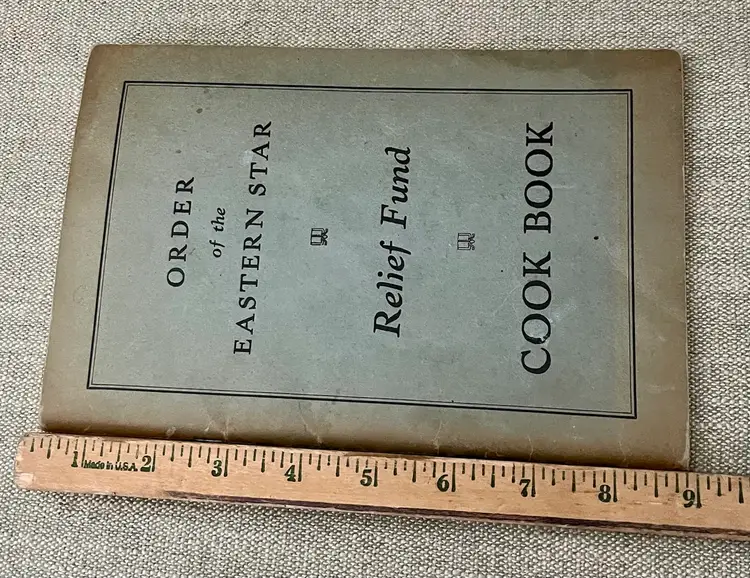 ORDER
of the
EASTERN STAR
Relief Fund
COOK BOOK
1 Made in U.S.A. 2 3 4 5 6 7 8 9